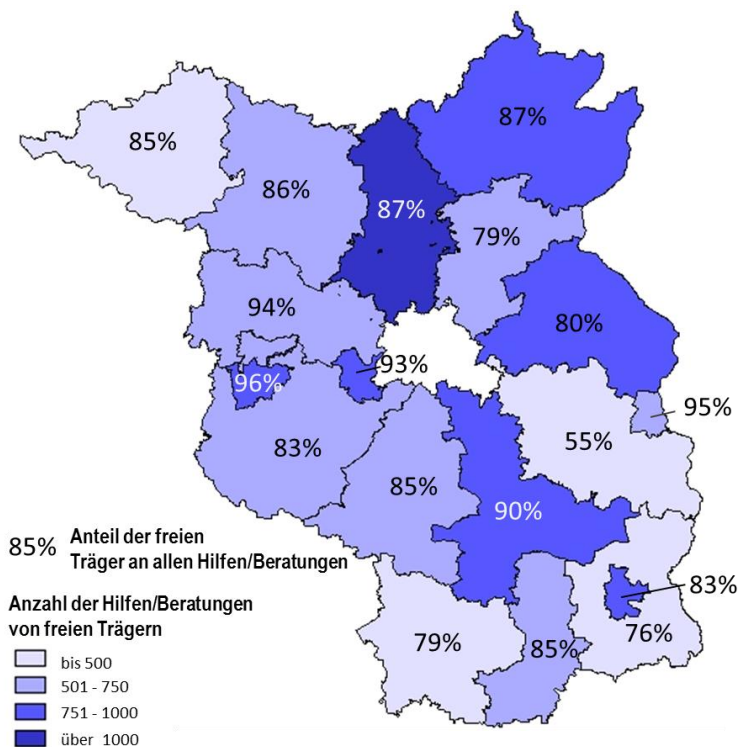 87%
85%
86%
87%
79%
94%
80%
93%
96%
95%
55%
83%
85%
90%
85% Anteil der freien
Träger an allen Hilfen/Beratungen
83%
Anzahl der Hilfen/Beratungen
von freien Trägern
79%
85%
76%
bis 500
501 - 750
751 - 1000
über 1000